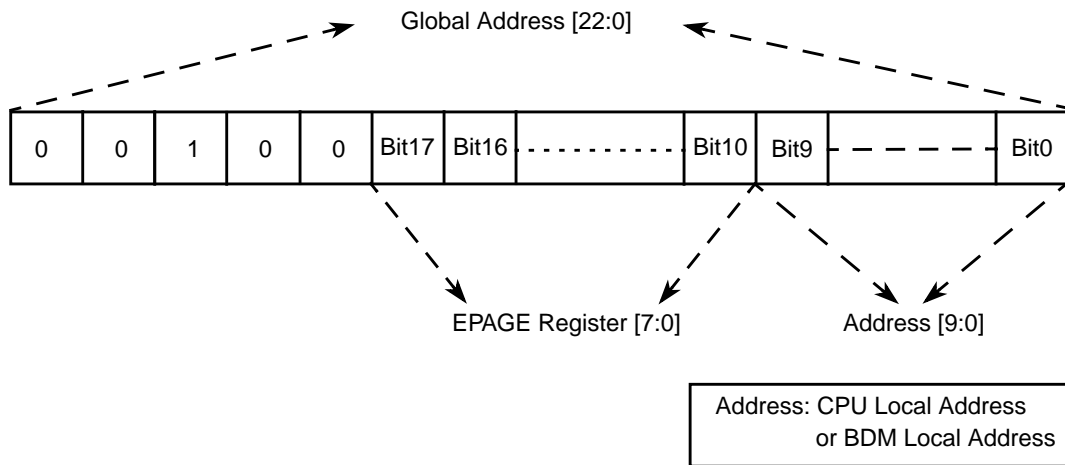 Global Address [22:0]
0 0 1 0 0 Bit17 Bit16 Bit10 Bit9 Bit0
EPAGE Register [7:0] Address [9:0]
Address: CPU Local Address
or BDM Local Address